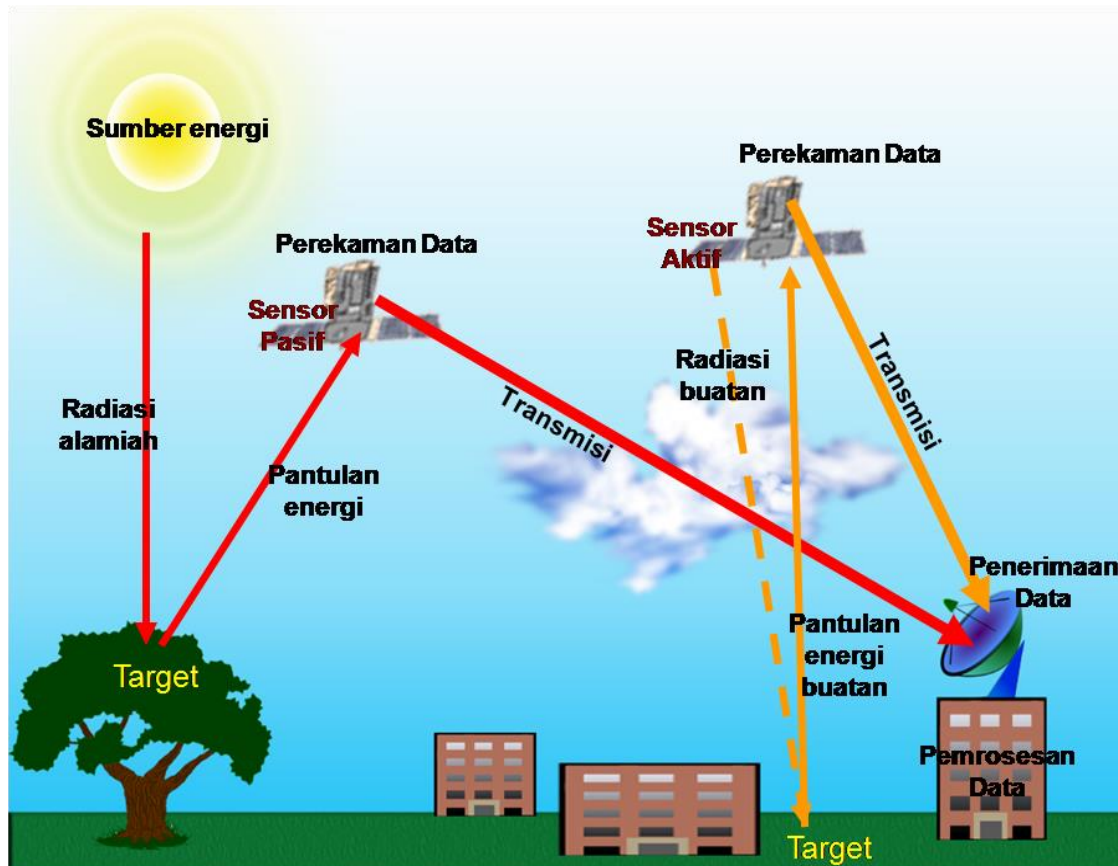 Sumber energi
Perekaman Data
Sensor
Aktif
Perekaman Data
Sensor
Pasif
Radiasi
buatan
Transmisi
Transmisi
Radiasi
alamiah
Pantulan
energi
Penerimaan
Data
Pantulan
energi
buatan
Target
Pemrosesan
Data
Target